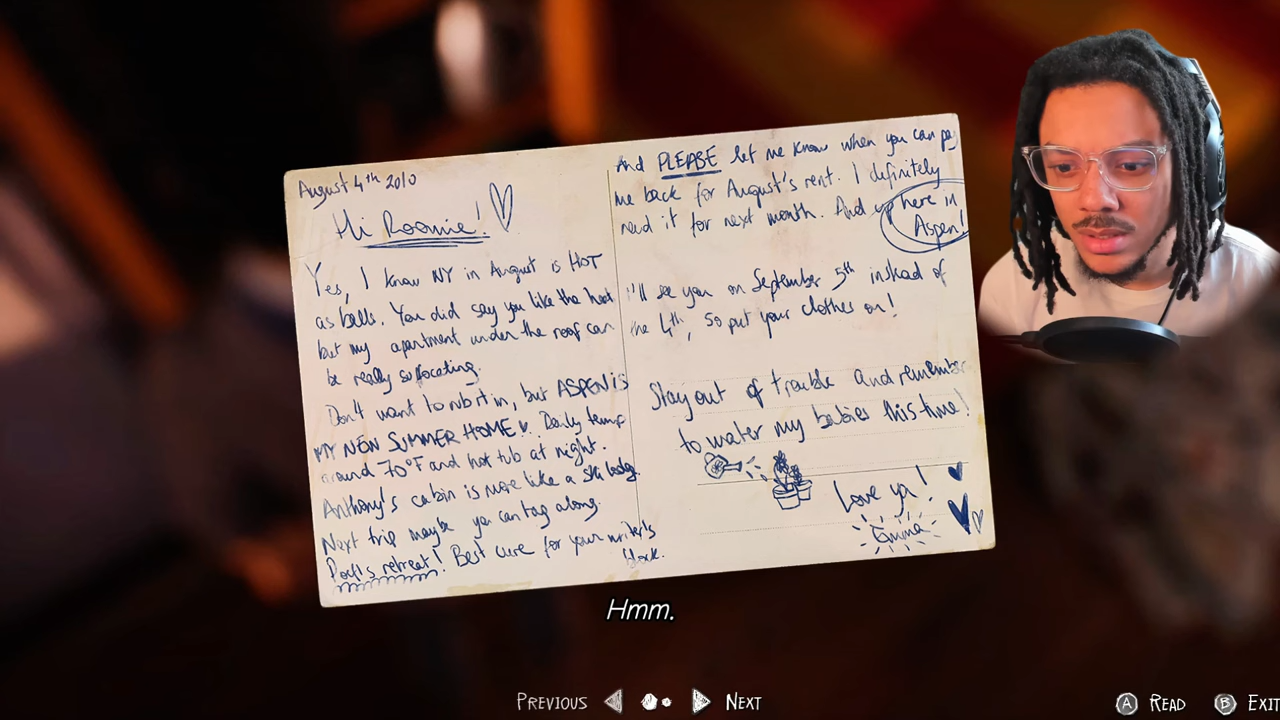 August 4th 2010
Hi Roomie!
Yes, I know NY in August is HOT
as balls. You did say you like the heat
but my apartment under the roof can
be really suffocating.
Don't want to rub it in, but ASPEN is
MY NEW SUMMER HOME. Daily temp
around 70°F and hot tub at night.
Anthony's cabin is more like a ski lodge.
Next trip maybe you can tag along.
Poet's retreat! Best cure for your writer's
block.
And PLEASE let me know when you can pay
me back for August's rent. I definitely
need it for next month. And up here in
Aspen!
I'll see you on September 5th instead of
the 4th, so put your clothes on!
Stay out of trouble and remember
to water my babies this time!
Love ya!
Emma
Hmm.
PREVIOUS NEXT
A READ B EXIT